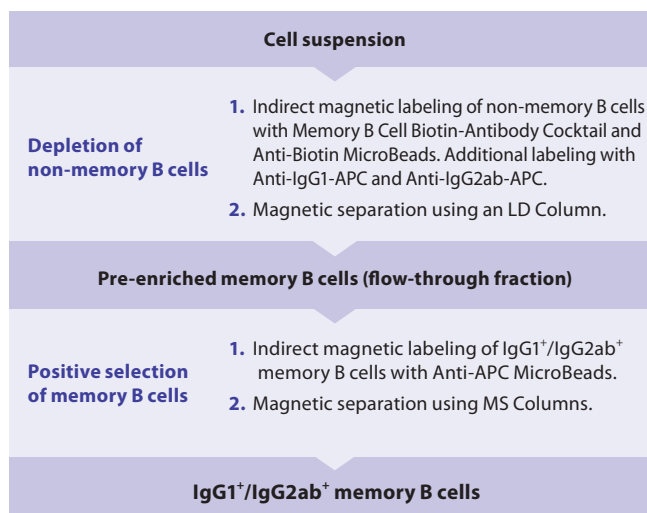 Cell suspension
Depletion of
non-memory B cells
1. Indirect magnetic labeling of non-memory B cells
with Memory B Cell Biotin-Antibody Cocktail and
Anti-Biotin MicroBeads. Additional labeling with
Anti-IgG1-APC and Anti-IgG2ab-APC.
2. Magnetic separation using an LD Column.
Pre-enriched memory B cells (flow-through fraction)
Positive selection
of memory B cells
1. Indirect magnetic labeling of IgG1⁺/IgG2ab⁺
memory B cells with Anti-APC MicroBeads.
2. Magnetic separation using MS Columns.
IgG1⁺/IgG2ab⁺ memory B cells